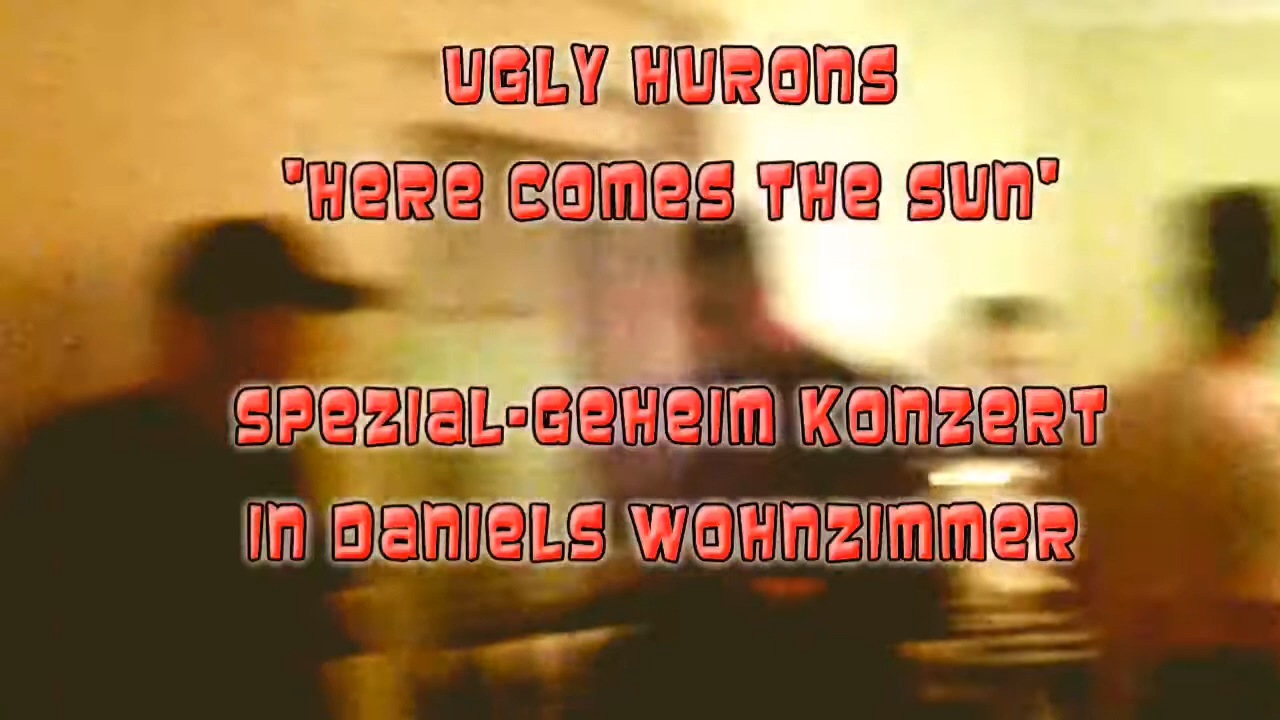 UGLY HURONS
"HERE COMES THE SUN"
SPEZIAL-GEHEIM KONZERT
IN DANIELS WOHNZIMMER